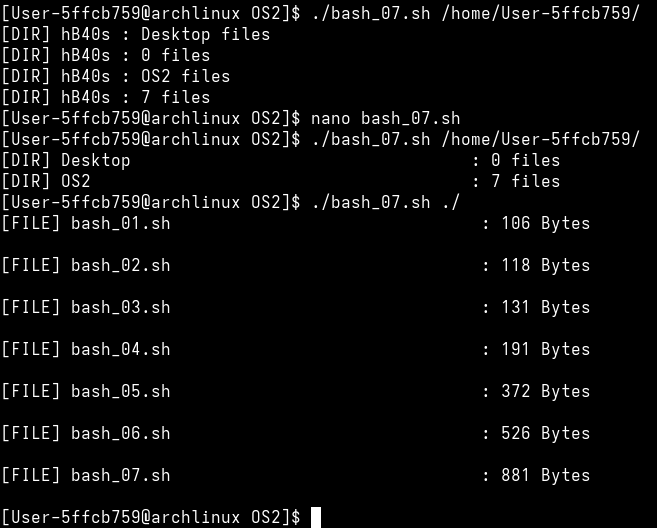 [User-5ffcb759@archlinux OS2]$ ./bash_07.sh /home/User-5ffcb759/
[DIR] hB40s : Desktop files
[DIR] hB40s : 0 files
[DIR] hB40s : OS2 files
[DIR] hB40s : 7 files
[User-5ffcb759@archlinux OS2]$ nano bash_07.sh
[User-5ffcb759@archlinux OS2]$ ./bash_07.sh /home/User-5ffcb759/
[DIR] Desktop : 0 files
[DIR] OS2 : 7 files
[User-5ffcb759@archlinux OS2]$ ./bash_07.sh ./
[FILE] bash_01.sh : 106 Bytes
[FILE] bash_02.sh : 118 Bytes
[FILE] bash_03.sh : 131 Bytes
[FILE] bash_04.sh : 191 Bytes
[FILE] bash_05.sh : 372 Bytes
[FILE] bash_06.sh : 526 Bytes
[FILE] bash_07.sh : 881 Bytes
[User-5ffcb759@archlinux OS2]$